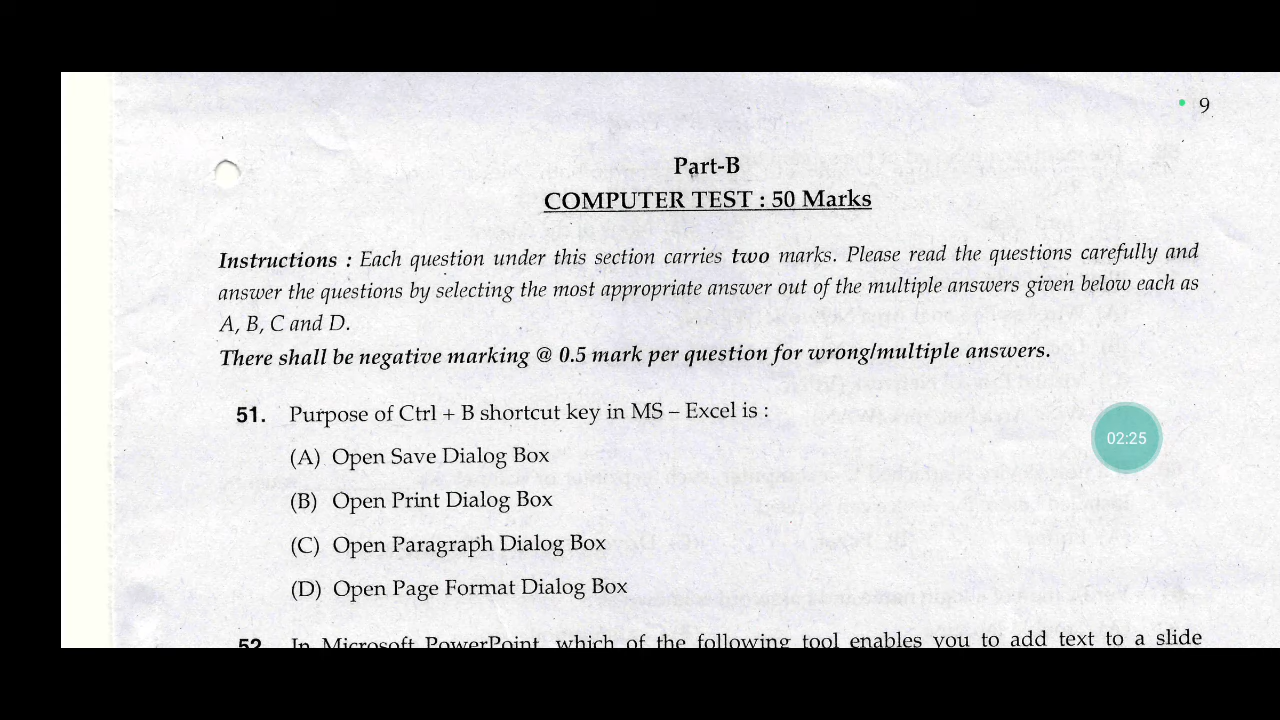 9
Part-B
COMPUTER TEST : 50 Marks
Instructions : Each question under this section carries two marks. Please read the questions carefully and
answer the questions by selecting the most appropriate answer out of the multiple answers given below each as
A, B, C and D.
There shall be negative marking @ 0.5 mark per question for wrong/multiple answers.
51. Purpose of Ctrl + B shortcut key in MS – Excel is :
(A) Open Save Dialog Box
02:25
(B) Open Print Dialog Box
(C) Open Paragraph Dialog Box
(D) Open Page Format Dialog Box
52. In Microsoft PowerPoint, which of the following tool enables you to add text to a slide